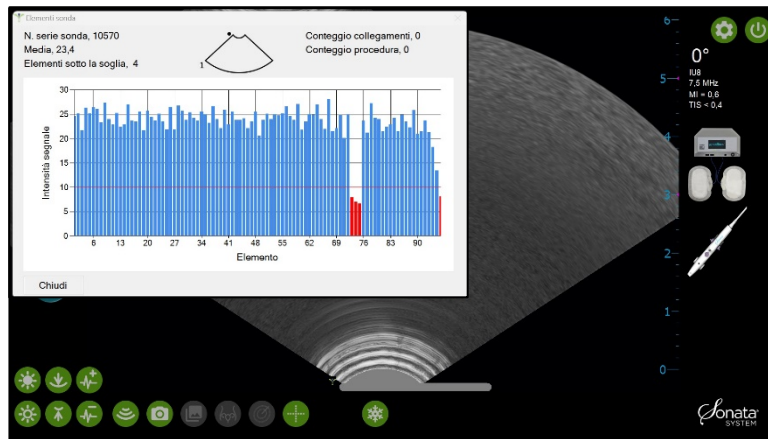 Elementi sonda
N. serie sonda, 10570
Media, 23,4
Elementi sotto la soglia, 4
1
Conteggio collegamenti, 0
Conteggio procedura, 0
Intensità segnale
30
25
20
15
10
5
0
6 13 20 27 34 41 48 55 62 69 76 83 90
Elemento
Chiudi
6
5
4
3
2
1
0
0°
IU8
7,5 MHz
MI = 0,6
TIS < 0,4
Sonata
SYSTEM